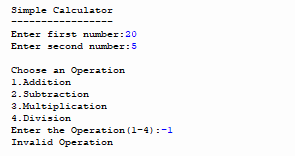 Simple Calculator
-----------------
Enter first number:20
Enter second number:5

Choose an Operation
1.Addition
2.Subtraction
3.Multiplication
4.Division
Enter the Operation(1-4):-1
Invalid Operation